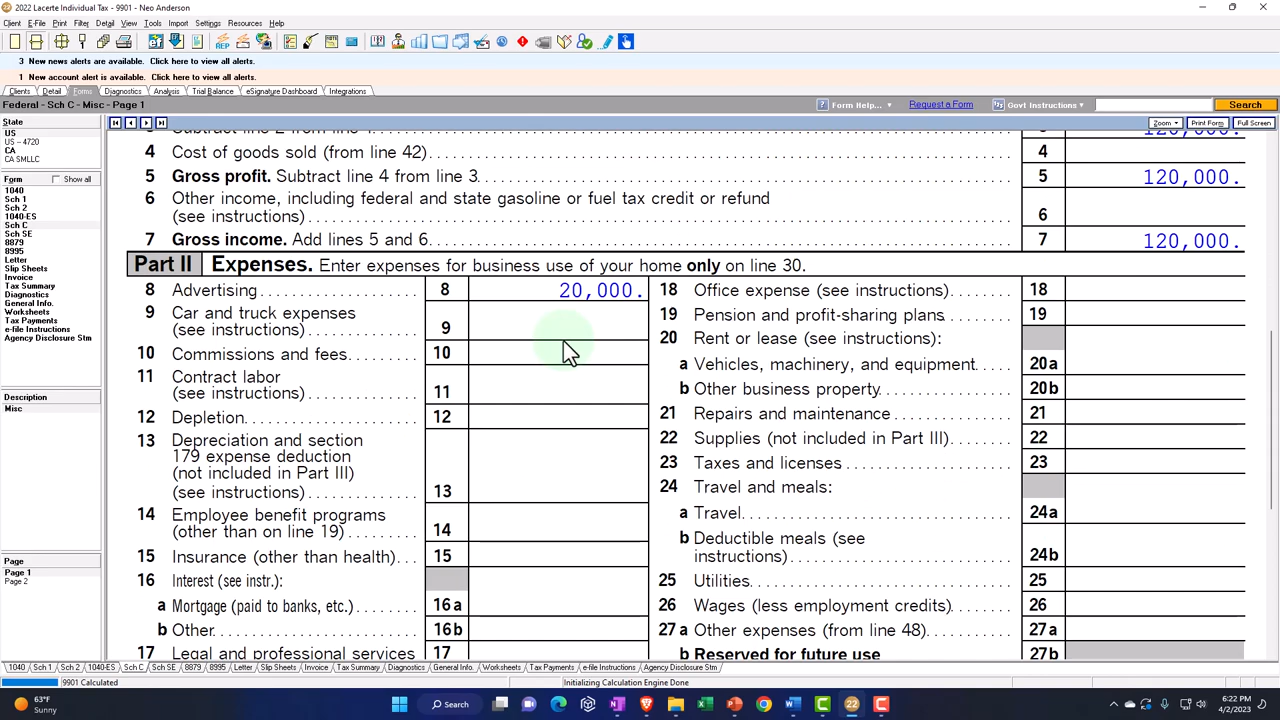 2022 Lacerte Individual Tax - 9901 - Neo Anderson
Client E-File Print Filter Detail View Tools Import Settings Resources Help
3 New news alerts are available. Click here to view all alerts.
1 New account alert is available. Click here to view all alerts.
Clients Detail Forms Diagnostics Analysis Trial Balance eSignature Dashboard Integrations
Federal - Sch C - Misc - Page 1
Form Help... Request a Form Govt Instructions Search
Zoom Print Form Full Screen
State
US
US - 4720
CA
CA SMLLC
Form Show all
1040
Sch 1
Sch 2
1040-ES
Sch C
Sch SE
8879
8995
Letter
Slip Sheets
Invoice
Tax Summary
Diagnostics
General Info.
Worksheets
Tax Payments
e-file Instructions
Agency Disclosure Stm
Description
Misc
Page
Page 1
Page 2
3 Subtract line 2 from line 1 3 120,000.
4 Cost of goods sold (from line 42) 4
5 Gross profit. Subtract line 4 from line 3 5 120,000.
6 Other income, including federal and state gasoline or fuel tax credit or refund
(see instructions) 6
7 Gross income. Add lines 5 and 6 7 120,000.
Part II Expenses. Enter expenses for business use of your home only on line 30.
8 Advertising 8 20,000.
9 Car and truck expenses
(see instructions) 9
10 Commissions and fees 10
11 Contract labor
(see instructions) 11
12 Depletion 12
13 Depreciation and section
179 expense deduction
(not included in Part III)
(see instructions) 13
14 Employee benefit programs
(other than on line 19) 14
15 Insurance (other than health) 15
16 Interest (see instr.):
a Mortgage (paid to banks, etc.) 16a
b Other 16b
17 Legal and professional services 17
18 Office expense (see instructions) 18
19 Pension and profit-sharing plans 19
20 Rent or lease (see instructions):
a Vehicles, machinery, and equipment 20a
b Other business property 20b
21 Repairs and maintenance 21
22 Supplies (not included in Part III) 22
23 Taxes and licenses 23
24 Travel and meals:
a Travel 24a
b Deductible meals (see
instructions) 24b
25 Utilities 25
26 Wages (less employment credits) 26
27a Other expenses (from line 48) 27a
b Reserved for future use 27b
1040 Sch 1 Sch 2 1040-ES Sch C Sch SE 8879 8995 Letter Slip Sheets Invoice Tax Summary Diagnostics General Info. Worksheets Tax Payments e-file Instructions Agency Disclosure Stm
9901 Calculated Initializing Calculation Engine Done
63°F
Sunny
Search
6:22 PM
4/2/2023